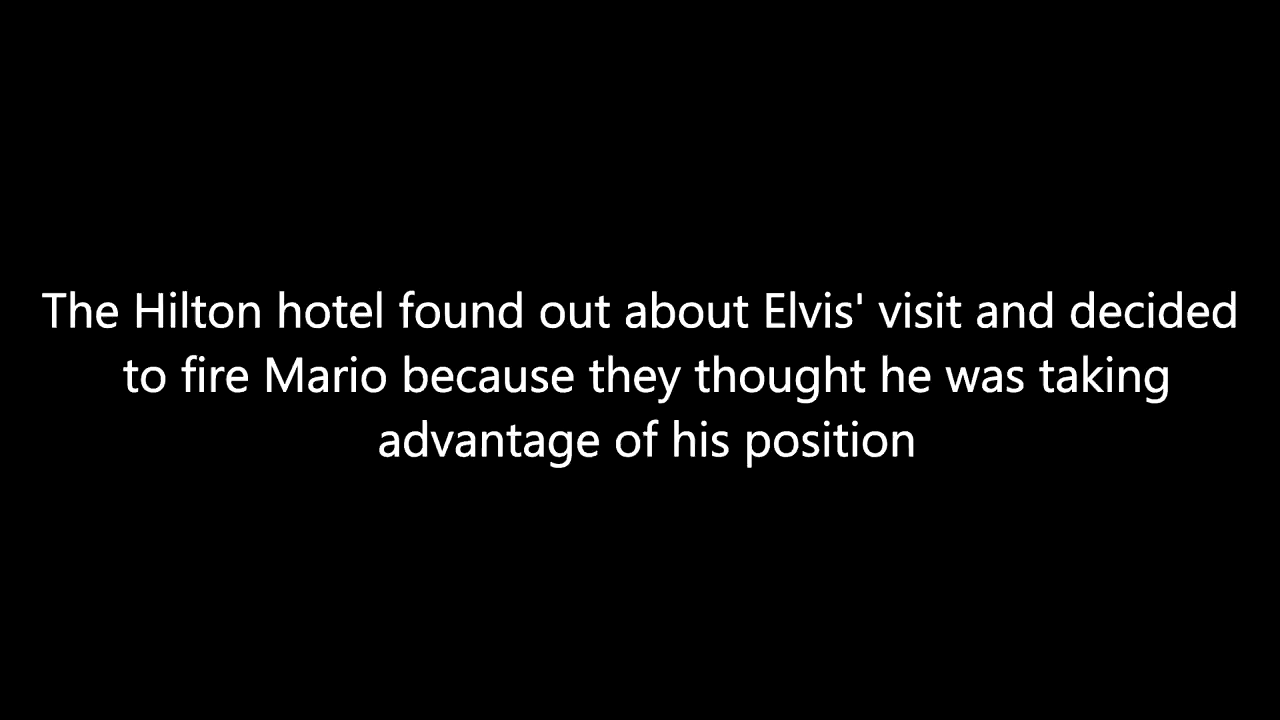 The Hilton hotel found out about Elvis' visit and decided
to fire Mario because they thought he was taking
advantage of his position